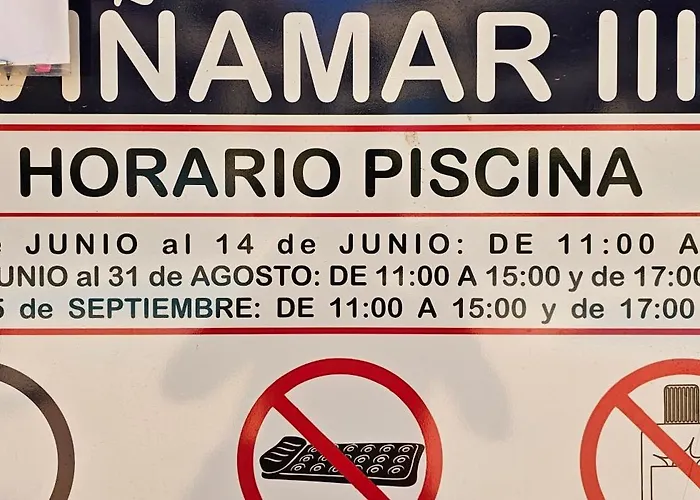 ÑAMAR III
HORARIO PISCINA
JUNIO al 14 de JUNIO: DE 11:00 A
al 31 de AGOSTO: DE 11:00 A 15:00 y de 17:00
de SEPTIEMBRE: DE 11:00 A 15:00 y de 17:00